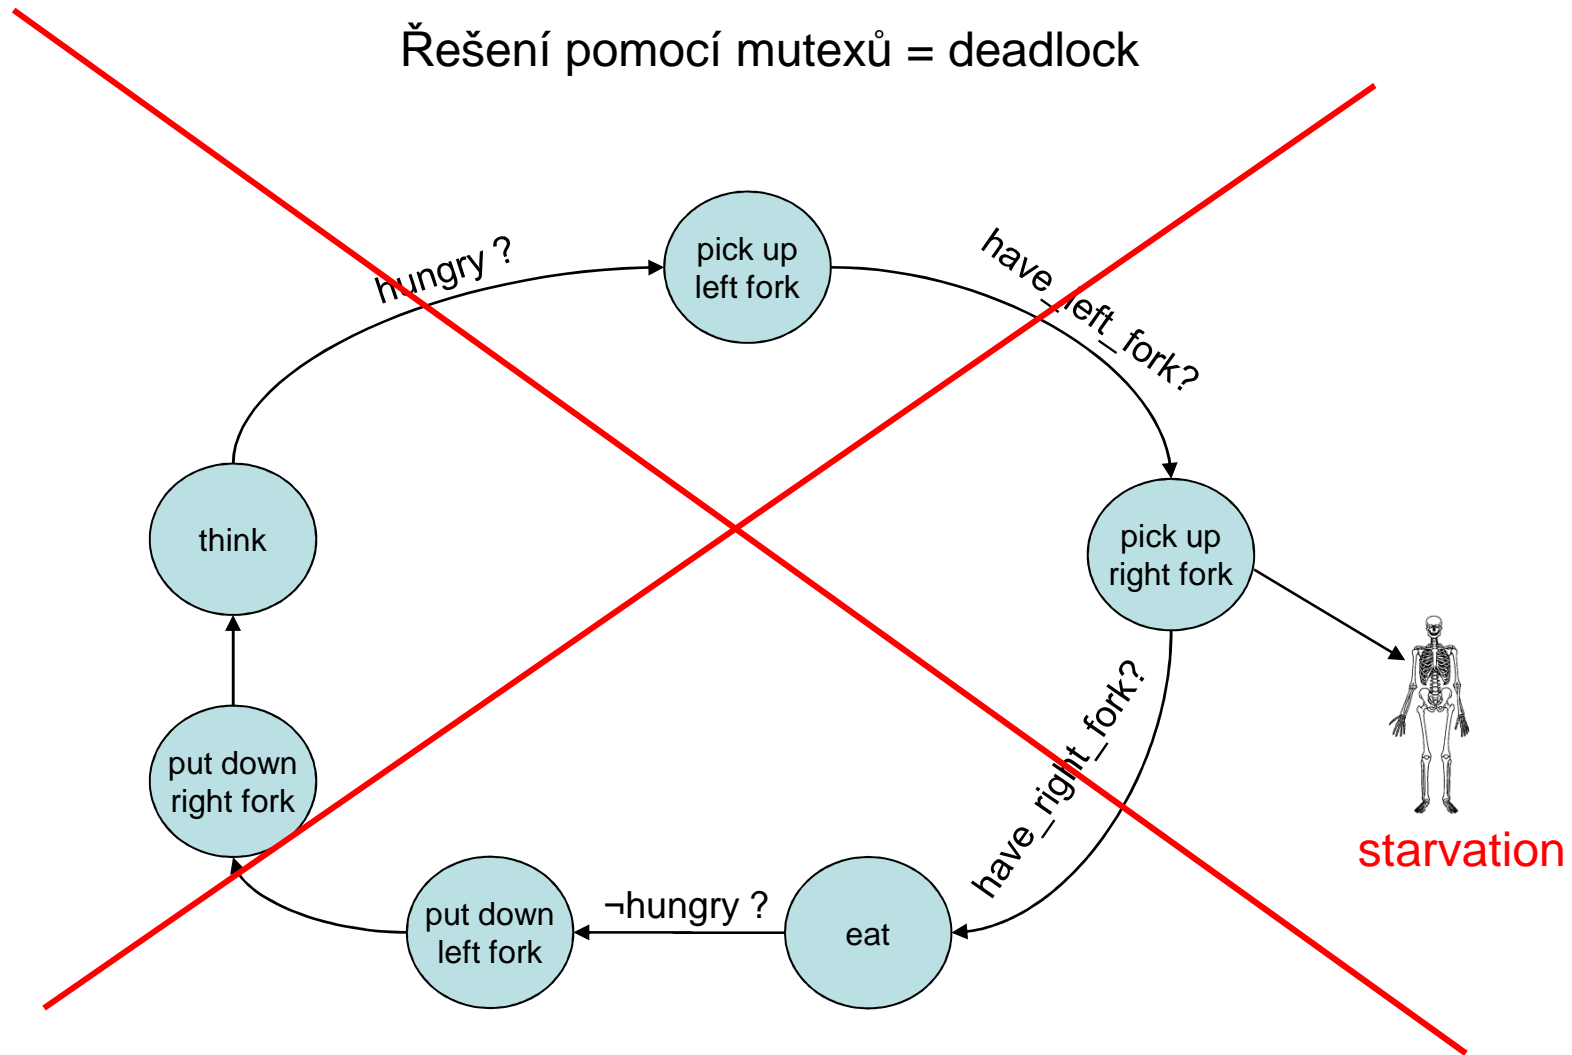 Řešení pomocí mutexů = deadlock
pick up
left fork
hungry ?
have_left_fork?
think
pick up
right fork
have_right_fork?
starvation
put down
right fork
put down
left fork
¬hungry ?
eat